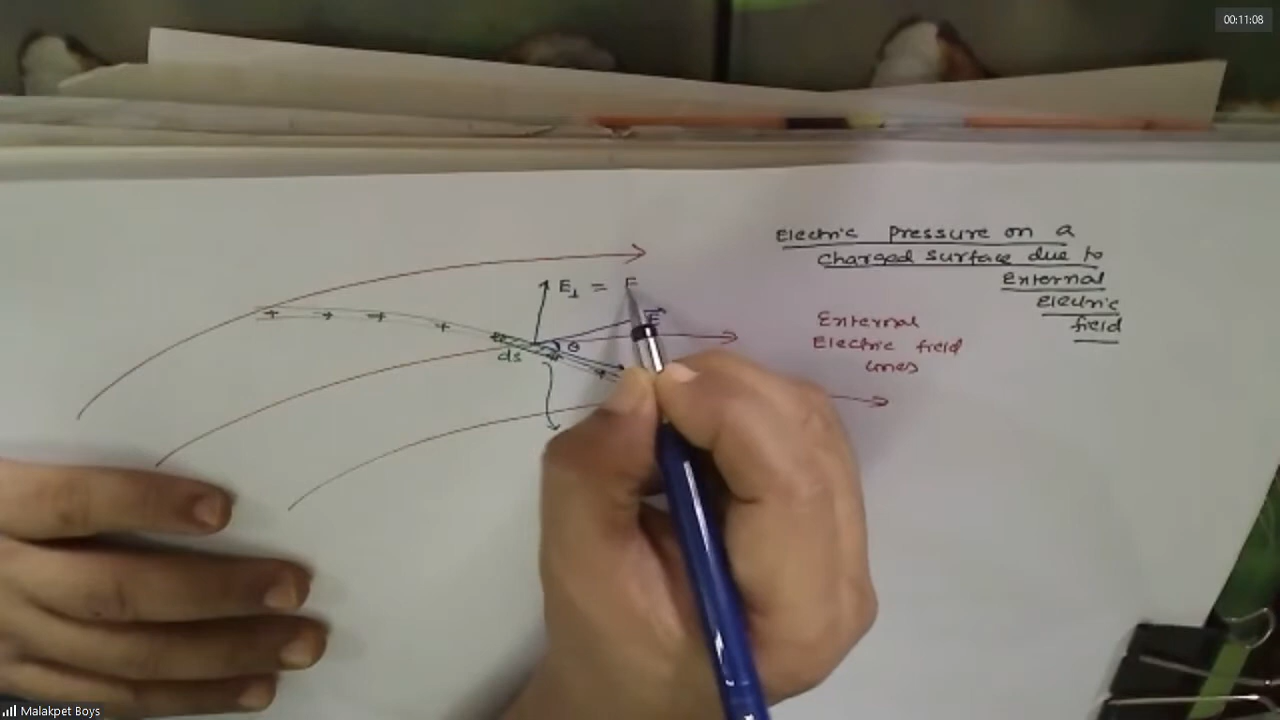 00:11:08
Electric Pressure on a
charged surface due to
External
Electric
field
E⊥ = E
E⃗
θ
ds
External
Electric field
lines
+ + + +
Malakpet Boys